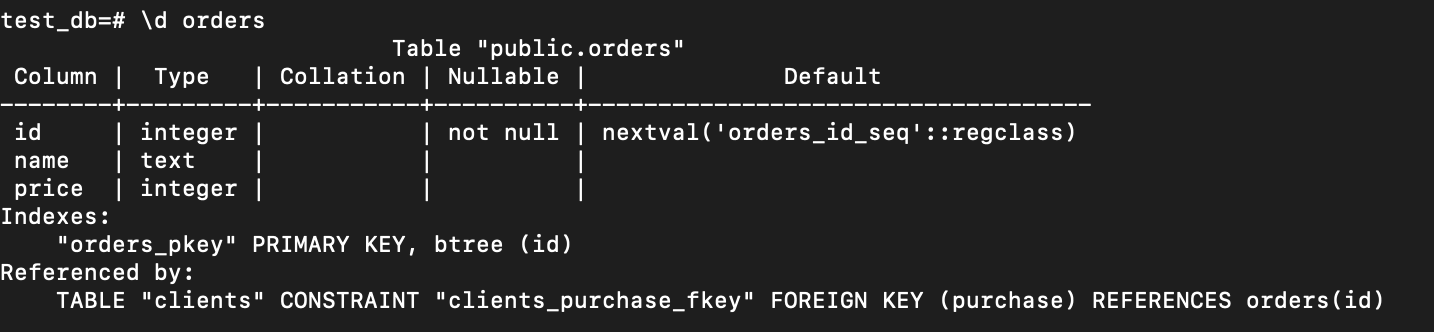 test_db=# \d orders
                            Table "public.orders"
 Column |  Type   | Collation | Nullable |              Default
--------+---------+-----------+----------+------------------------------------
 id     | integer |           | not null | nextval('orders_id_seq'::regclass)
 name   | text    |           |          |
 price  | integer |           |          |
Indexes:
    "orders_pkey" PRIMARY KEY, btree (id)
Referenced by:
    TABLE "clients" CONSTRAINT "clients_purchase_fkey" FOREIGN KEY (purchase) REFERENCES orders(id)